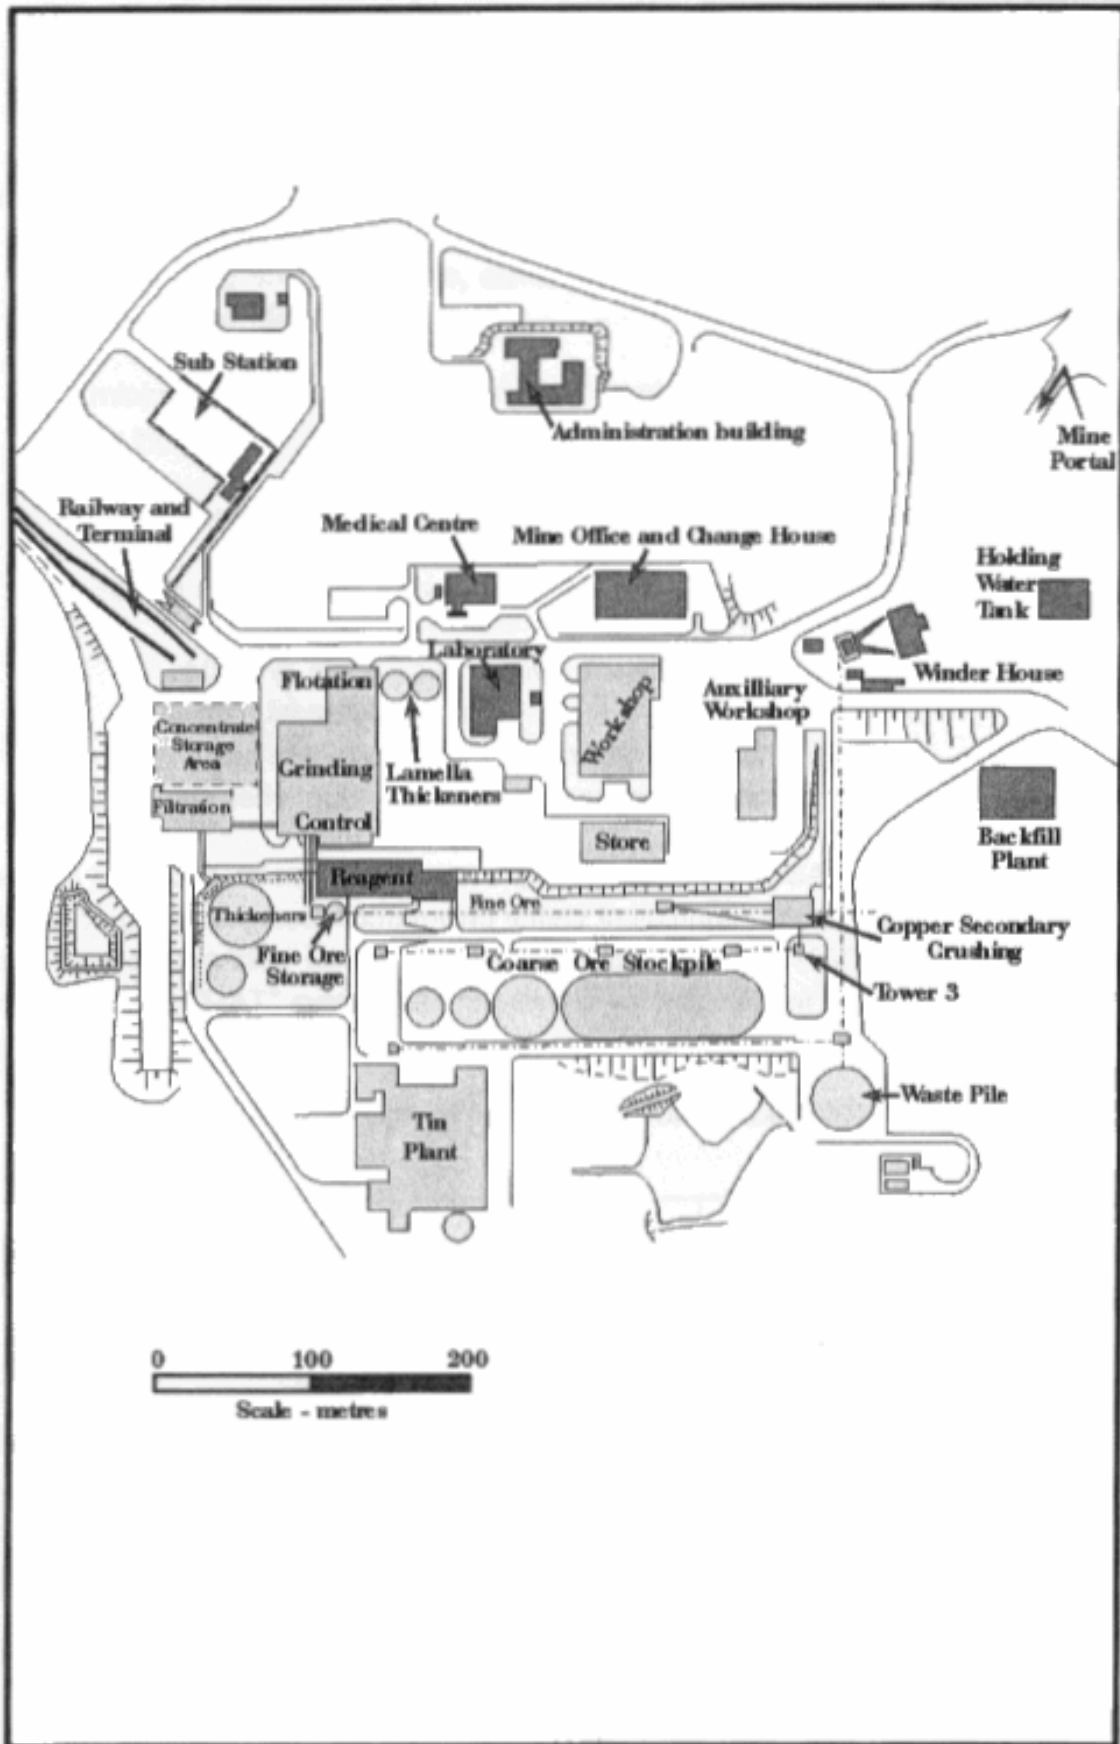 Sub Station
Administration building
Mine
Portal
Railway and
Terminal
Medical Centre
Mine Office and Change House
Holding
Water
Tank
Laboratory
Winder House
Flotation
Workshop
Auxilliary
Workshop
Concentrate
Storage
Area
Grinding
Lamella
Thickeners
Filtration
Control
Store
Backfill
Plant
Reagent
Thickeners
Fine Ore
Copper Secondary
Crushing
Fine Ore
Storage
Coarse Ore Stockpile
Tower 3
Waste Pile
Tin
Plant
0 100 200
Scale - metres